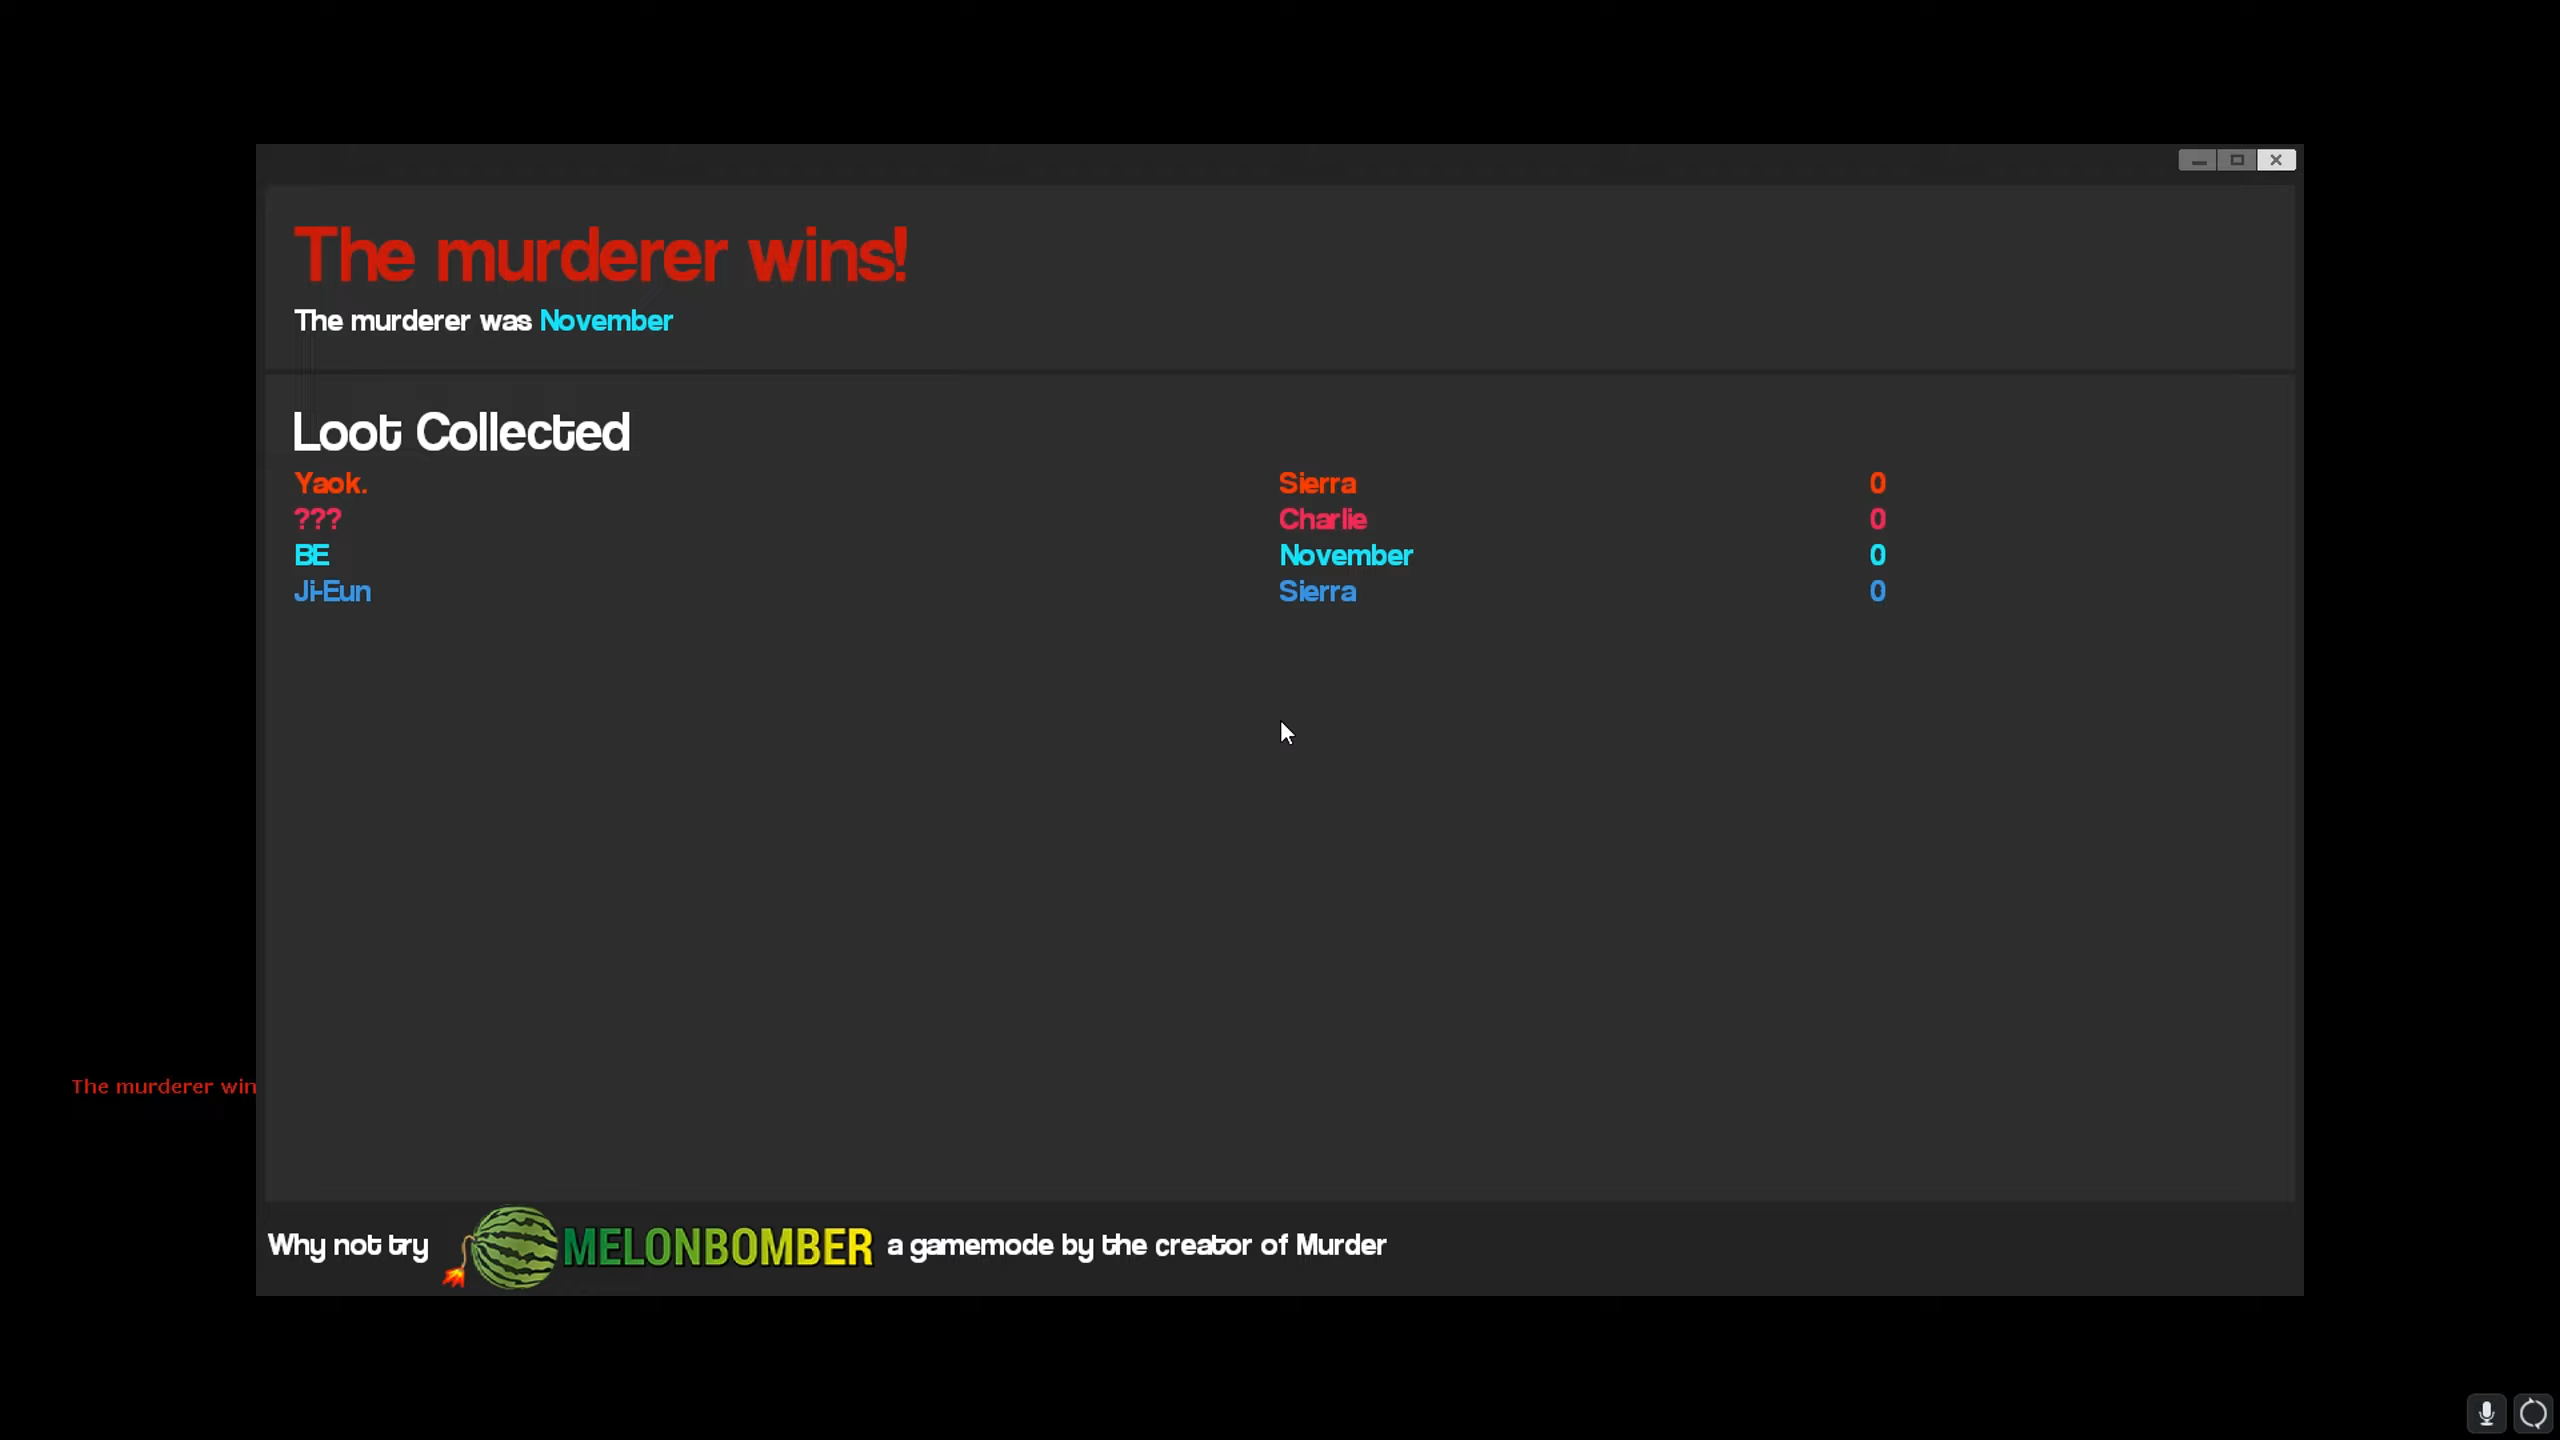 The murderer wins!
The murderer was November
Loot Collected
Yaok. Sierra 0
??? Charlie 0
BE November 0
Ji-Eun Sierra 0
The murderer win
Why not try MELONBOMBER a gamemode by the creator of Murder